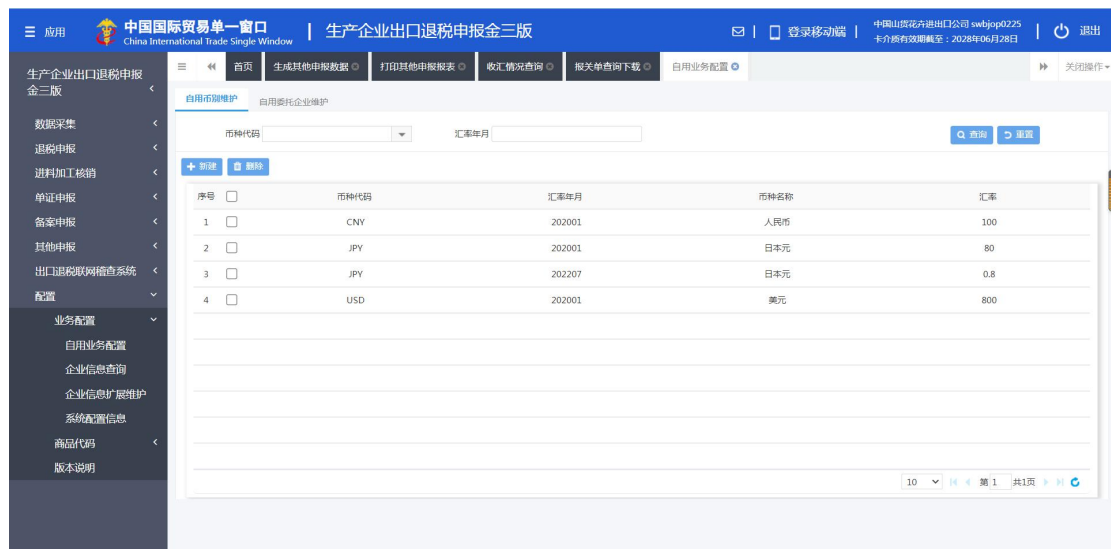 应用
中国国际贸易单一窗口
China International Trade Single Window
生产企业出口退税申报金三版
登录移动端
中国山货花卉进出口公司 swbjop0225
卡介质有效期截至：2028年06月28日
退出
生产企业出口退税申报
金三版
数据采集
退税申报
进料加工核销
单证申报
备案申报
其他申报
出口退税联网稽查系统
配置
业务配置
自用业务配置
企业信息查询
企业信息扩展维护
系统配置信息
商品代码
版本说明
首页 生成其他申报数据 打印其他申报报表 收汇情况查询 报关单查询下载 自用业务配置 关闭操作
自用币别维护 自用委托企业维护
币种代码 汇率年月 查询 重置
新建 删除
序号 币种代码 汇率年月 币种名称 汇率
1 CNY 202001 人民币 100
2 JPY 202001 日本元 80
3 JPY 202207 日本元 0.8
4 USD 202001 美元 800
10 第 1 共1页